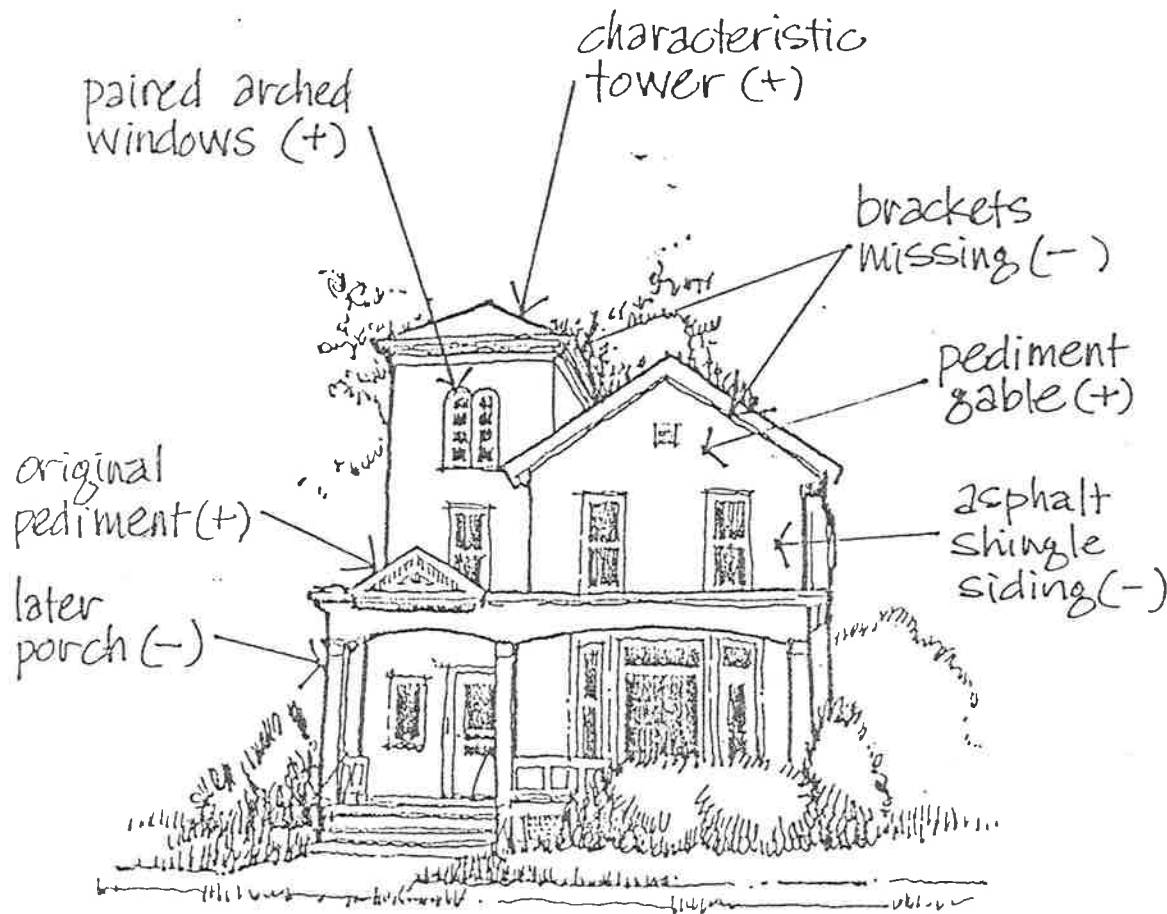 characteristic
tower (+)
paired arched
windows (+)
brackets
missing (-)
pediment
gable (+)
original
pediment (+)
asphalt
shingle
siding (-)
later
porch (-)